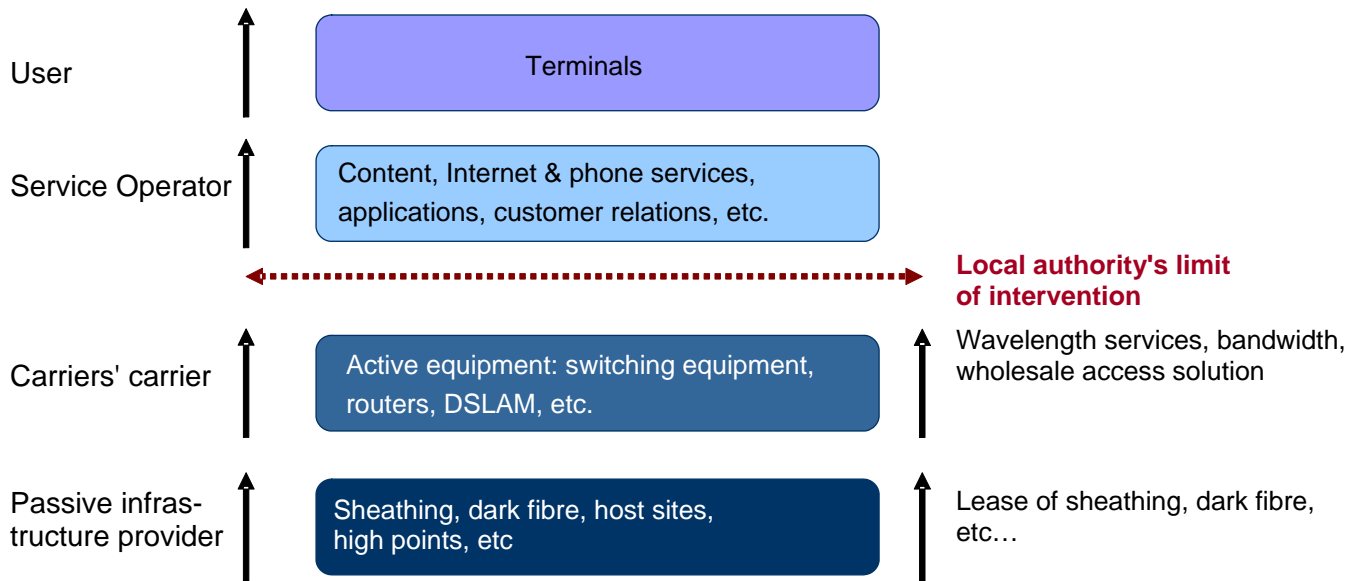 User
Terminals
Service Operator
Content, Internet & phone services,
applications, customer relations, etc.
Local authority's limit
of intervention
Carriers' carrier
Active equipment: switching equipment,
routers, DSLAM, etc.
Wavelength services, bandwidth,
wholesale access solution
Passive infras-
tructure provider
Sheathing, dark fibre, host sites,
high points, etc
Lease of sheathing, dark fibre,
etc…